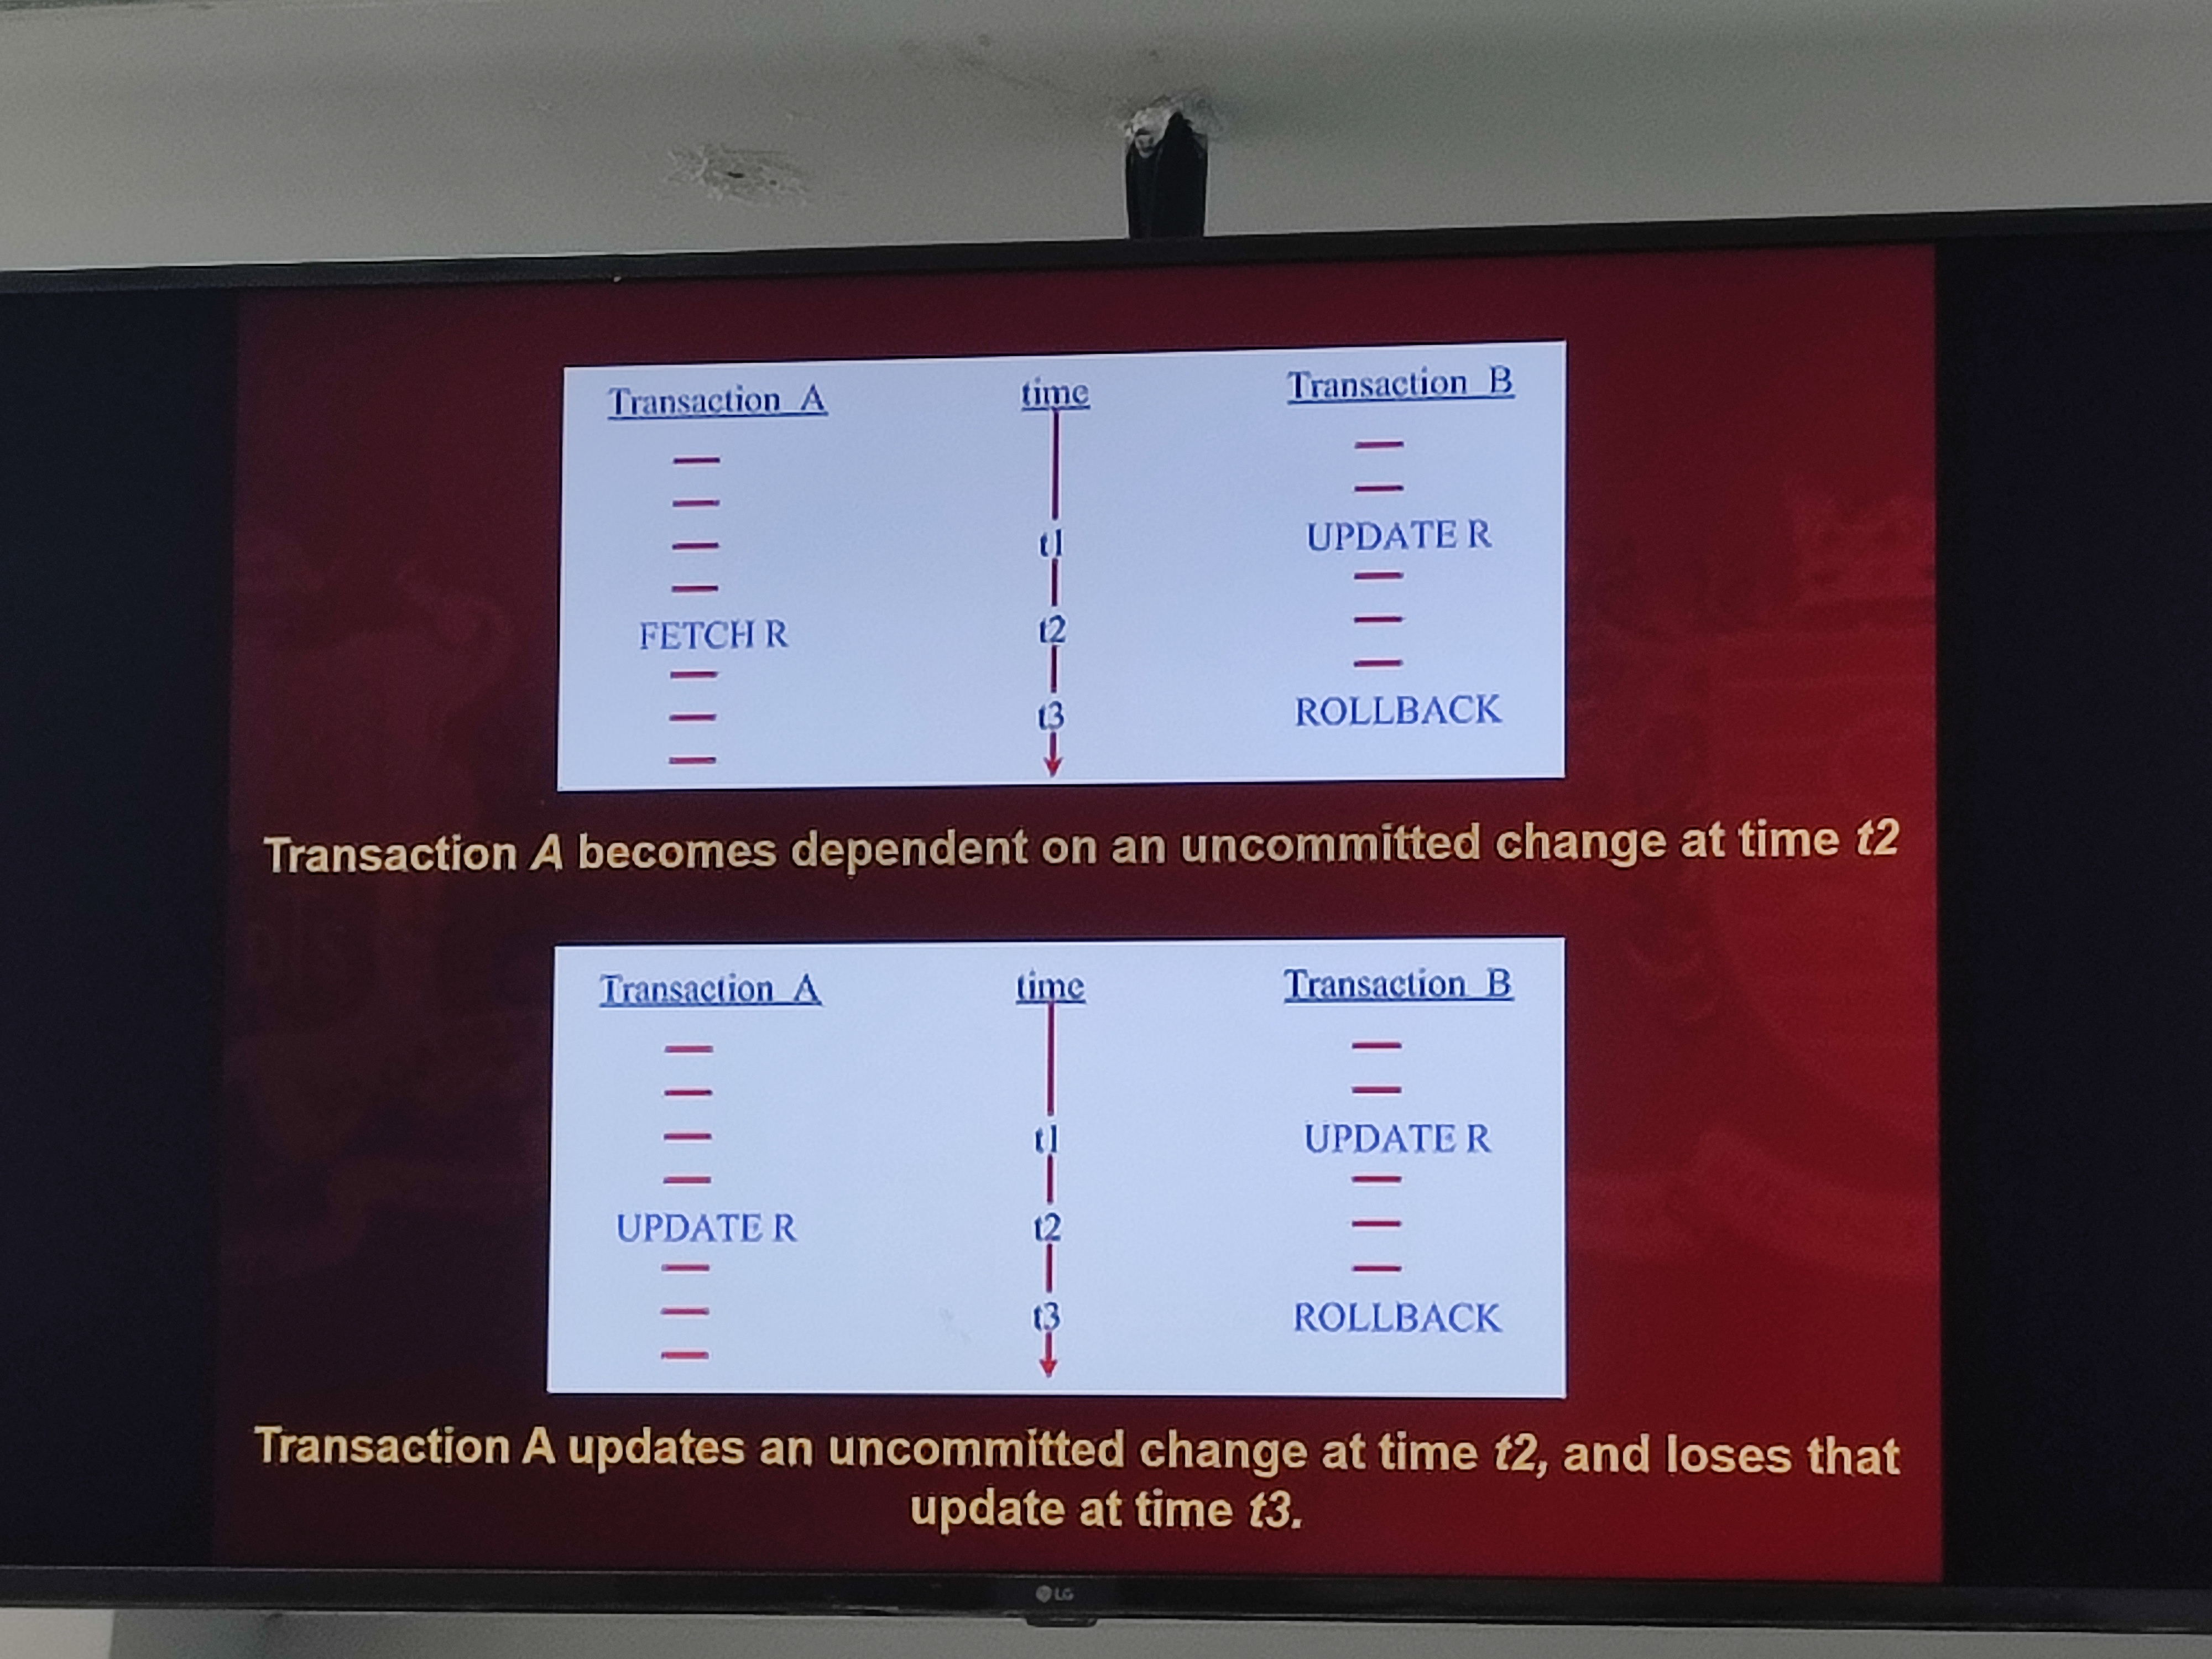 Transaction A time Transaction B
t1 UPDATE R
FETCH R t2
t3 ROLLBACK
Transaction A becomes dependent on an uncommitted change at time t2
Transaction A time Transaction B
t1 UPDATE R
UPDATE R t2
t3 ROLLBACK
Transaction A updates an uncommitted change at time t2, and loses that
update at time t3.
LG